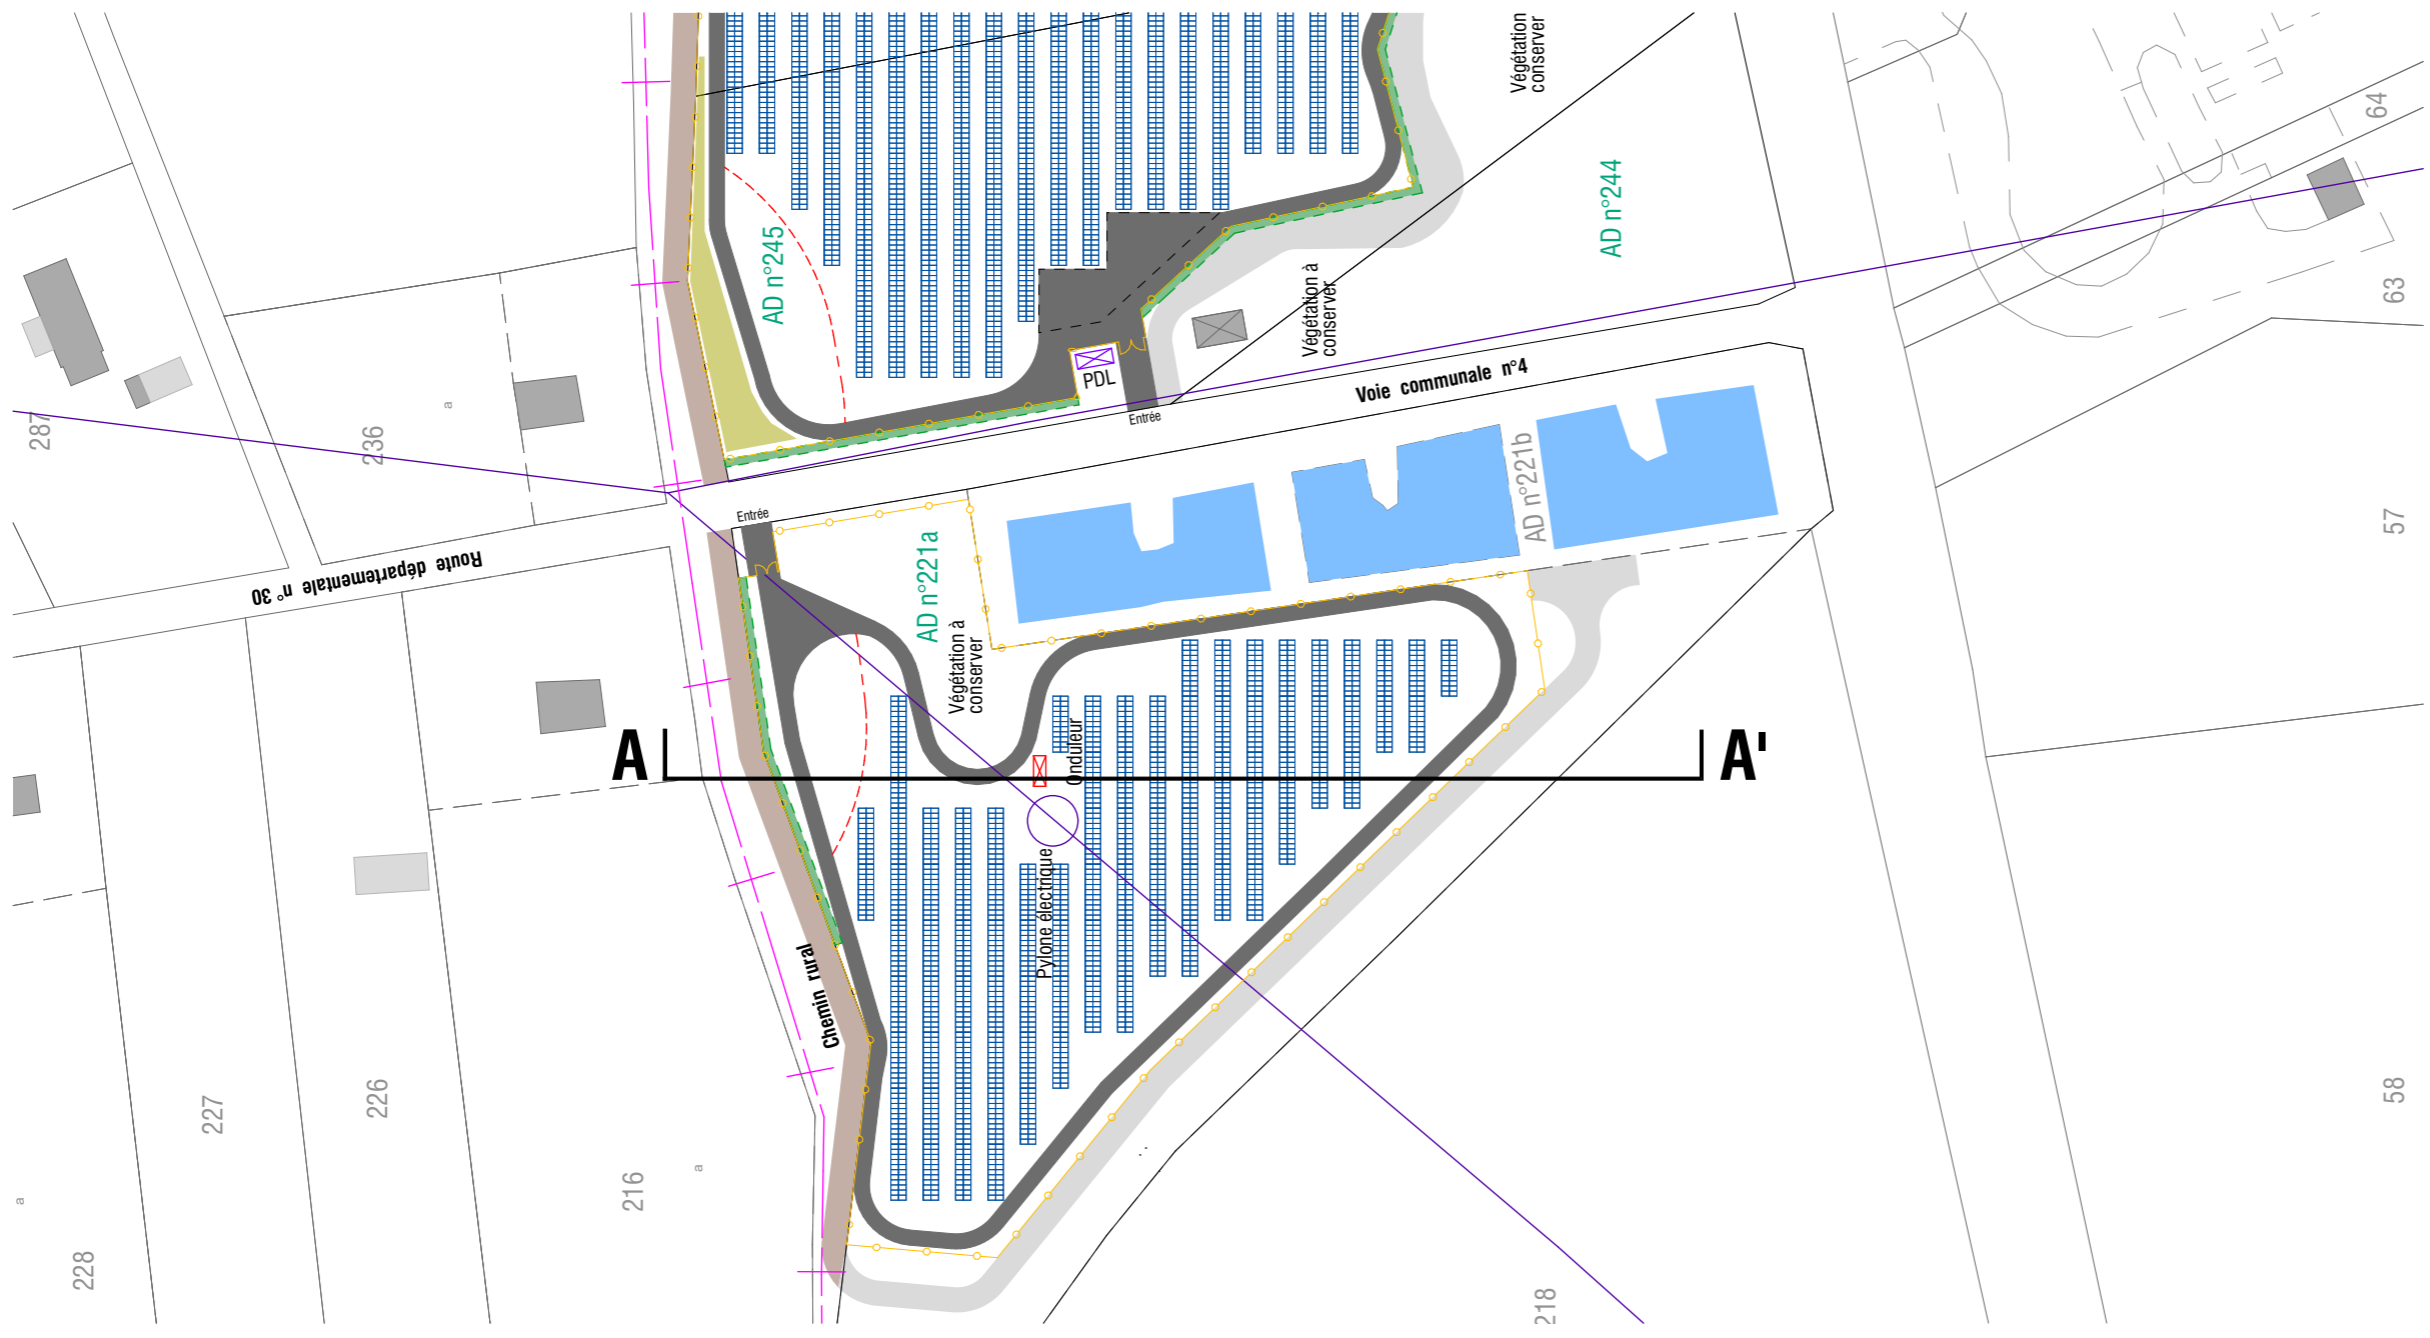 Végétation à
conserver
64
AD n°244
AD n°245
63
Végétation à
conserver
PDL
Entrée
Voie communale n°4
287
236
a
AD n°221b
Entrée
57
Route départementale n° 30
AD n°221a
Végétation à
conserver
A
A'
Onduleur
Pylone électrique
Chemin rural
227
226
58
216
a
a
228
218